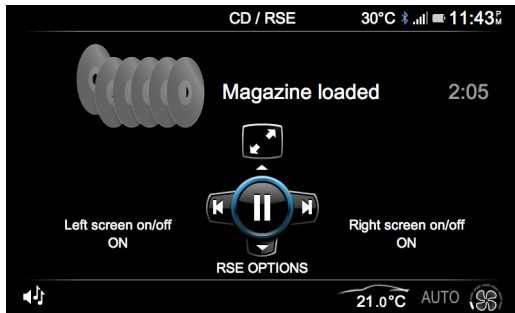 CD / RSE 30°C 11:43PM
Magazine loaded 2:05
Left screen on/off
ON
Right screen on/off
ON
RSE OPTIONS
21.0°C AUTO